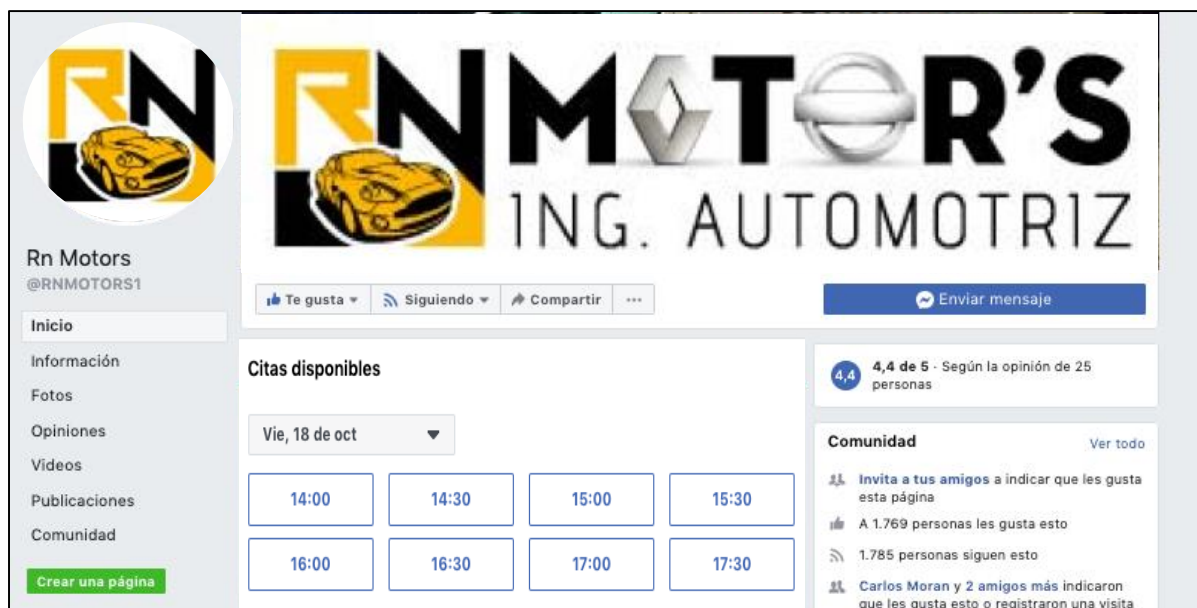 RN
RNMOTOR'S
ING. AUTOMOTRIZ
Rn Motors
@RNMOTORS1
Inicio
Información
Fotos
Opiniones
Videos
Publicaciones
Comunidad
Crear una página
Te gusta
Siguiendo
Compartir
Enviar mensaje
Citas disponibles
Vie, 18 de oct
14:00 14:30 15:00 15:30
16:00 16:30 17:00 17:30
4,4
4,4 de 5 · Según la opinión de 25
personas
Comunidad Ver todo
Invita a tus amigos a indicar que les gusta
esta página
A 1.769 personas les gusta esto
1.785 personas siguen esto
Carlos Moran y 2 amigos más indicaron
que les gusta esto o registraron una visita